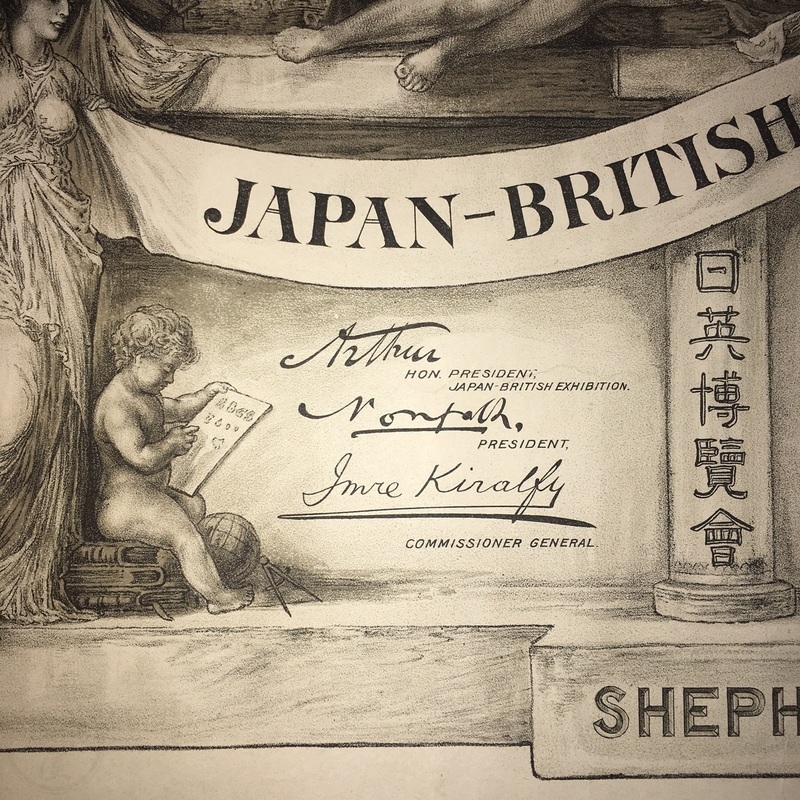 JAPAN-BRITISH
Arthur
HON. PRESIDENT,
JAPAN-BRITISH EXHIBITION.
Norfolk.
PRESIDENT,
Imre Kiralfy
COMMISSIONER GENERAL.
日英博覽會
SHEPH